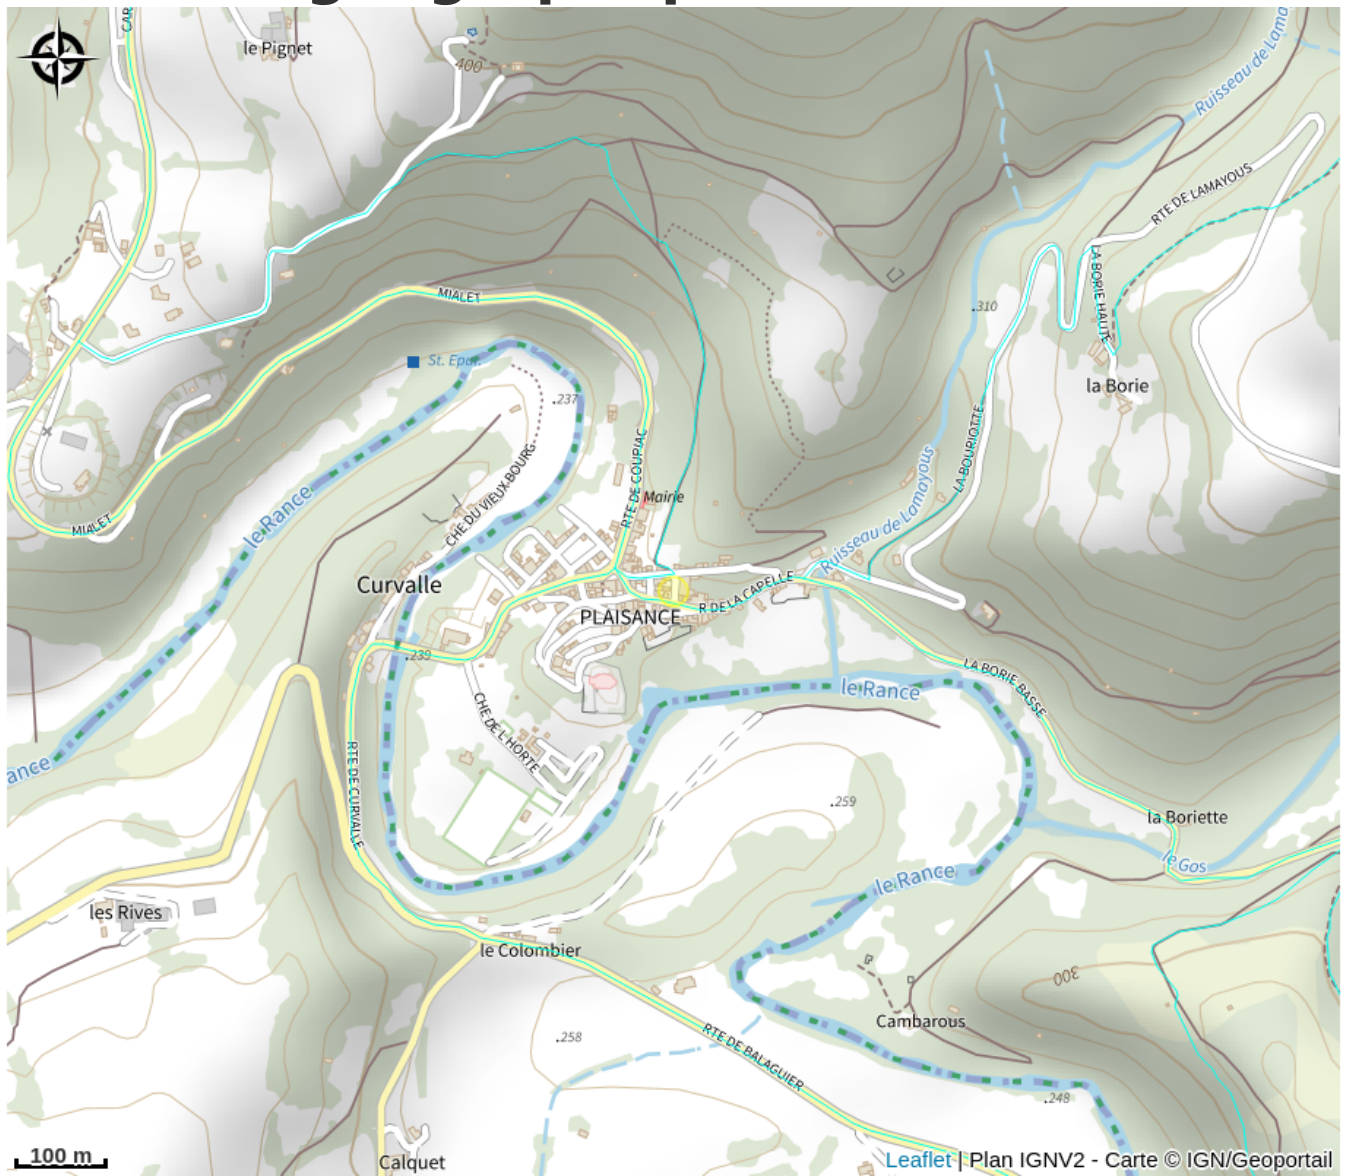 CAR
le Pignet
400
Ruisseau de Lama
RTE DE LAMAYOUS
MIALET
LA BORIE HAUTE
.310
St. Epur.
la Borie
.237
LA BOURIOTTE
RTE DE COUPIAC
CHE DU VIEUX-BOURG
Mairie
le Rance
MIALET
Ruisseau de Lamayous
Curvalle
R DE LA CAPELLE
PLAISANCE
.239
LA BORIE BASSE
le Rance
CHE DE L'HORTE
ance
RTE DE CURVALLE
.259
la Boriette
le Gos
le Rance
les Rives
le Colombier
300
Cambarous
.258
RTE DE BALAGUIER
.248
100 m
Calquet
Leaflet | Plan IGNV2 - Carte © IGN/Geoportail